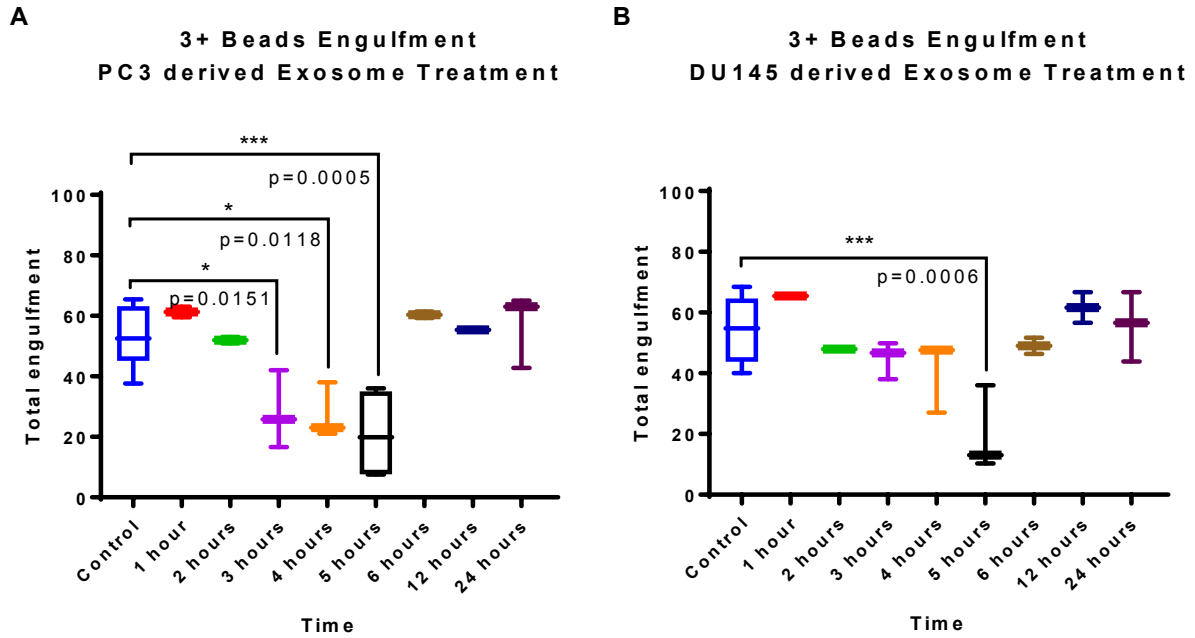 A
3+ Beads Engulfment
PC3 derived Exosome Treatment
***
p=0.0005
*
p=0.0118
*
p=0.0151
Total engulfment
100
80
60
40
20
0
Control
1 hour
2 hours
3 hours
4 hours
5 hours
6 hours
12 hours
24 hours
Time
B
3+ Beads Engulfment
DU145 derived Exosome Treatment
***
p=0.0006
Total engulfment
100
80
60
40
20
0
Control
1 hour
2 hours
3 hours
4 hours
5 hours
6 hours
12 hours
24 hours
Time